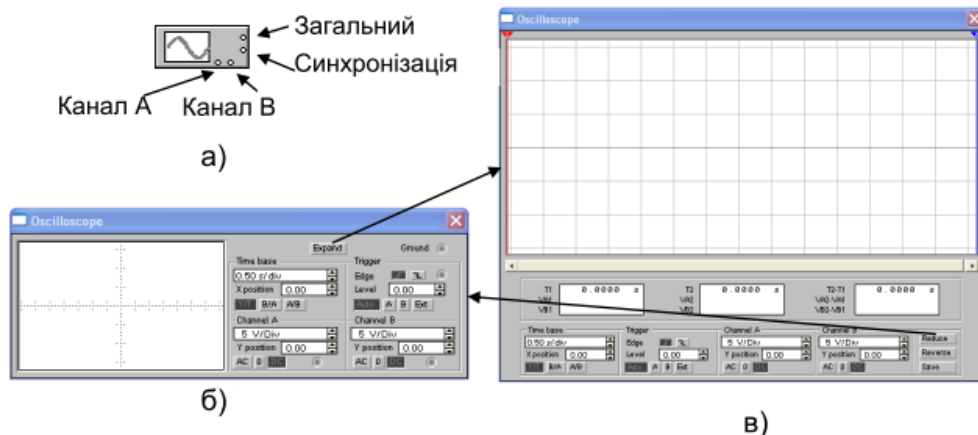 Загальний
Синхронізація
Канал А Канал В
а)
Oscilloscope
Expand Ground
Time base Trigger
0.50 s/div Edge
X position 0.00 Level 0.00
Y/T B/A A/B Auto A B Ext
Channel A Channel B
5 V/Div 5 V/Div
Y position 0.00 Y position 0.00
AC 0 DC AC 0 DC
б)
Oscilloscope
T1 0.0000 s T2 0.0000 s T2-T1 0.0000 s
VA1 VA2 VA2-VA1
VB1 VB2 VB2-VB1
Time base Trigger Channel A Channel B Reduce
0.50 s/div Edge 5 V/Div 5 V/Div Reverse
X position 0.00 Level 0.00 Y position 0.00 Y position 0.00
Y/T B/A A/B Auto A B Ext AC 0 DC AC 0 DC Save
в)